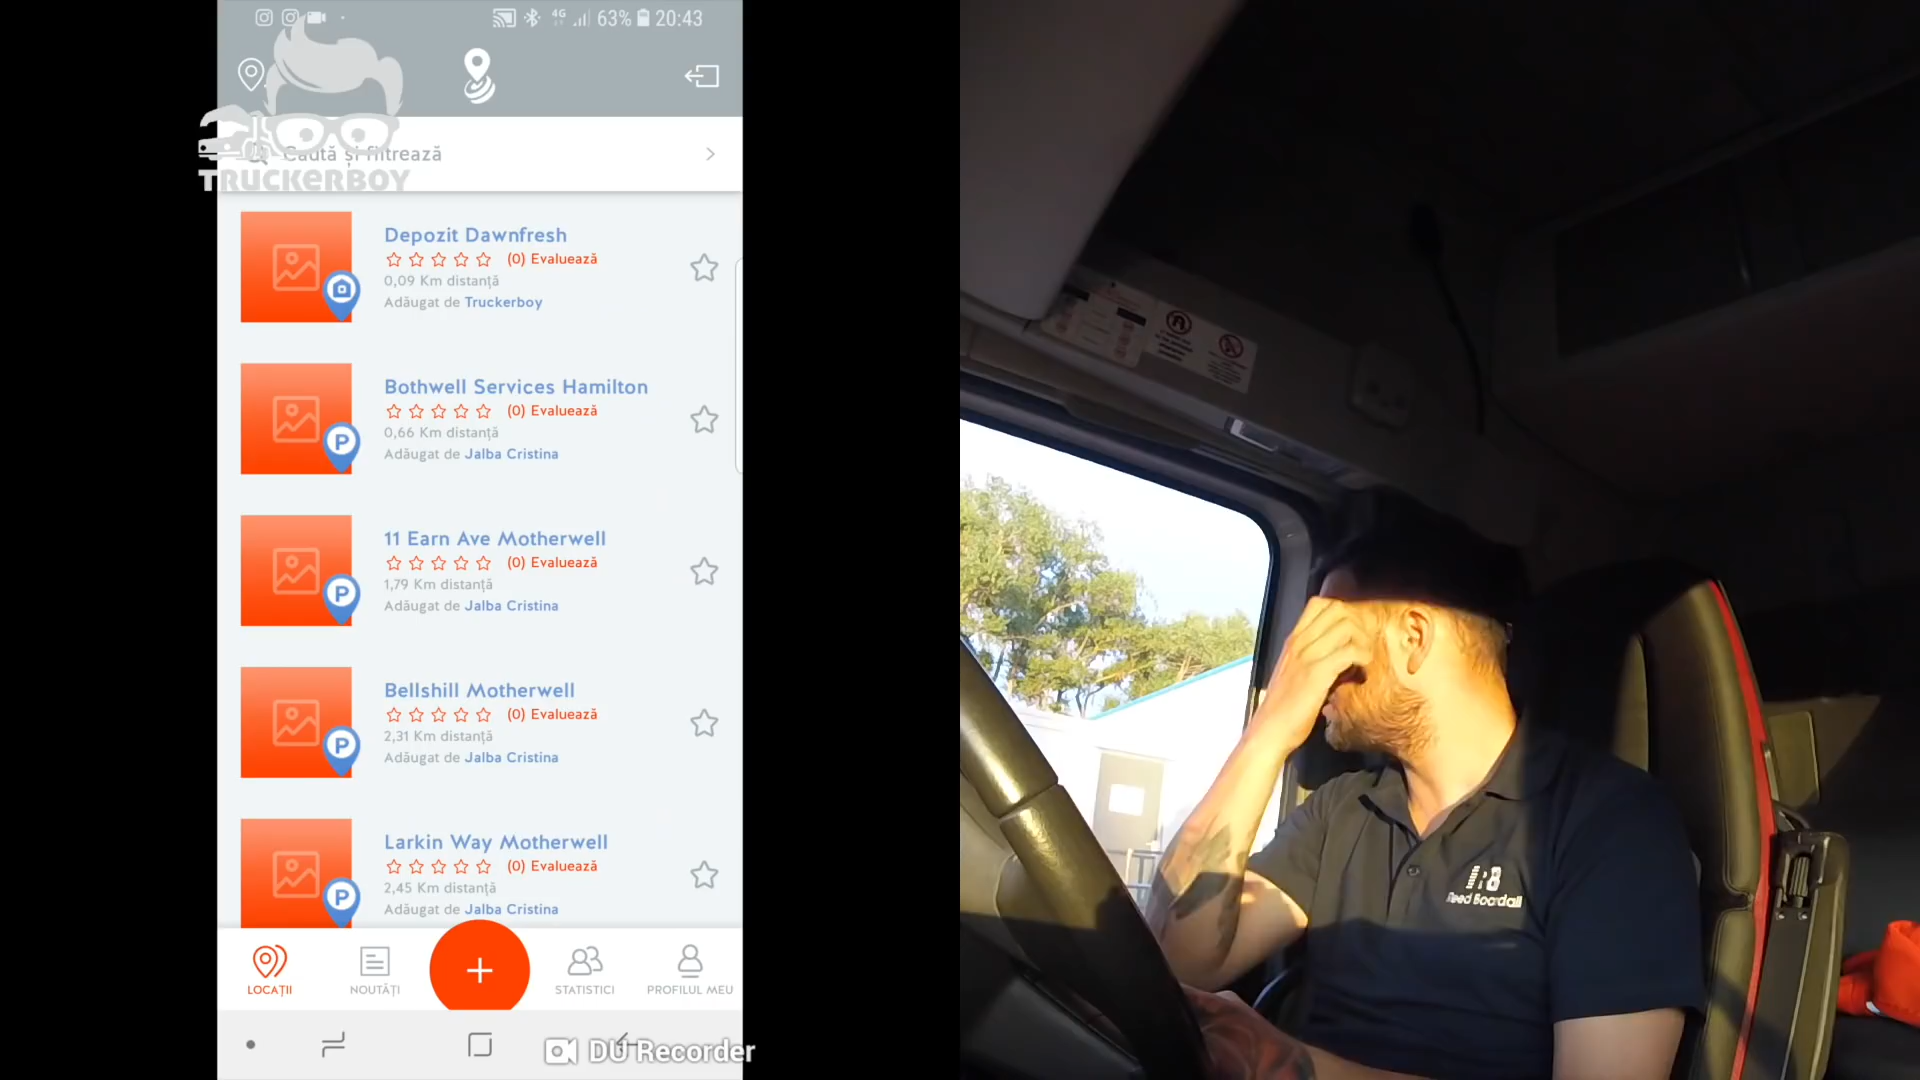 4G 63% 20:43
Caută și filtrează
TRUCKERBOY
Depozit Dawnfresh
(0) Evaluează
0,09 Km distanță
Adăugat de Truckerboy
Bothwell Services Hamilton
(0) Evaluează
0,66 Km distanță
Adăugat de Jalba Cristina
P
11 Earn Ave Motherwell
(0) Evaluează
1,79 Km distanță
Adăugat de Jalba Cristina
P
Bellshill Motherwell
(0) Evaluează
2,31 Km distanță
Adăugat de Jalba Cristina
P
Larkin Way Motherwell
(0) Evaluează
2,45 Km distanță
Adăugat de Jalba Cristina
P
LOCAȚII
NOUTĂȚI
+
STATISTICI
PROFILUL MEU
DU Recorder
Reed Boardall